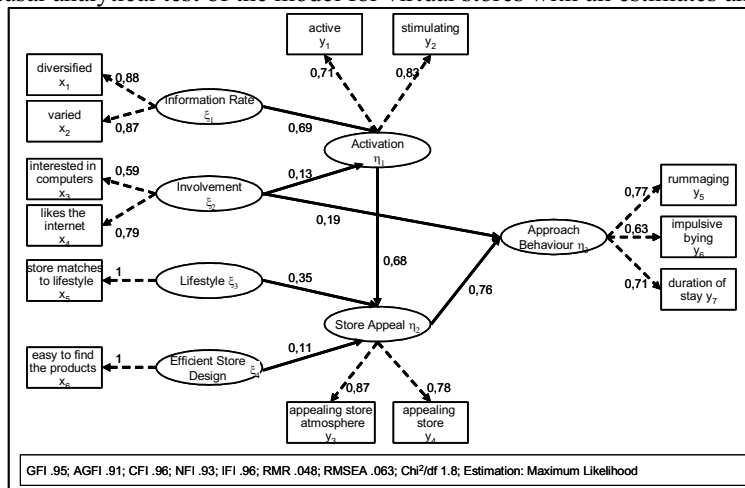 causal analytical test of the model for virtual stores with all estimates an
active
y1
stimulating
y2
diversified
x1
0,88
0,71
0,83
Information Rate
ξ1
varied
x2
0,87
0,69
Activation
η1
interested in
computers
x3
0,59
0,13
Involvement
ξ2
likes the
internet
x4
0,79
0,19
rummaging
y5
0,77
Approach
Behaviour η3
0,63
impulsive
bying
y6
0,68
store matches
to lifestyle
x5
1
Lifestyle ξ3
0,35
0,76
0,71
duration of
stay y7
Store Appeal η2
easy to find
the products
x6
1
Efficient Store
Design
0,11
0,87
0,78
appealing store
atmosphere
y3
appealing
store
y4
GFI .95; AGFI .91; CFI .96; NFI .93; IFI .96; RMR .048; RMSEA .063; Chi²/df 1.8; Estimation: Maximum Likelihood